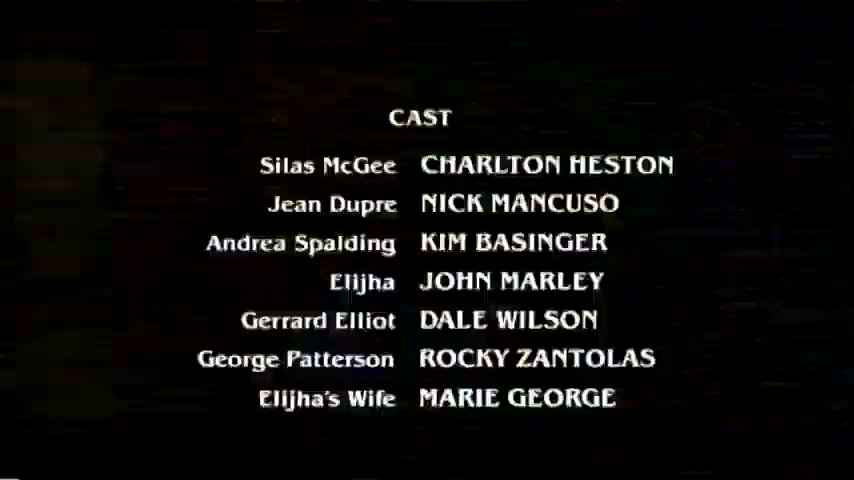 CAST
Silas McGee CHARLTON HESTON
Jean Dupre NICK MANCUSO
Andrea Spalding KIM BASINGER
Elijha JOHN MARLEY
Gerrard Elliot DALE WILSON
George Patterson ROCKY ZANTOLAS
Elijha's Wife MARIE GEORGE